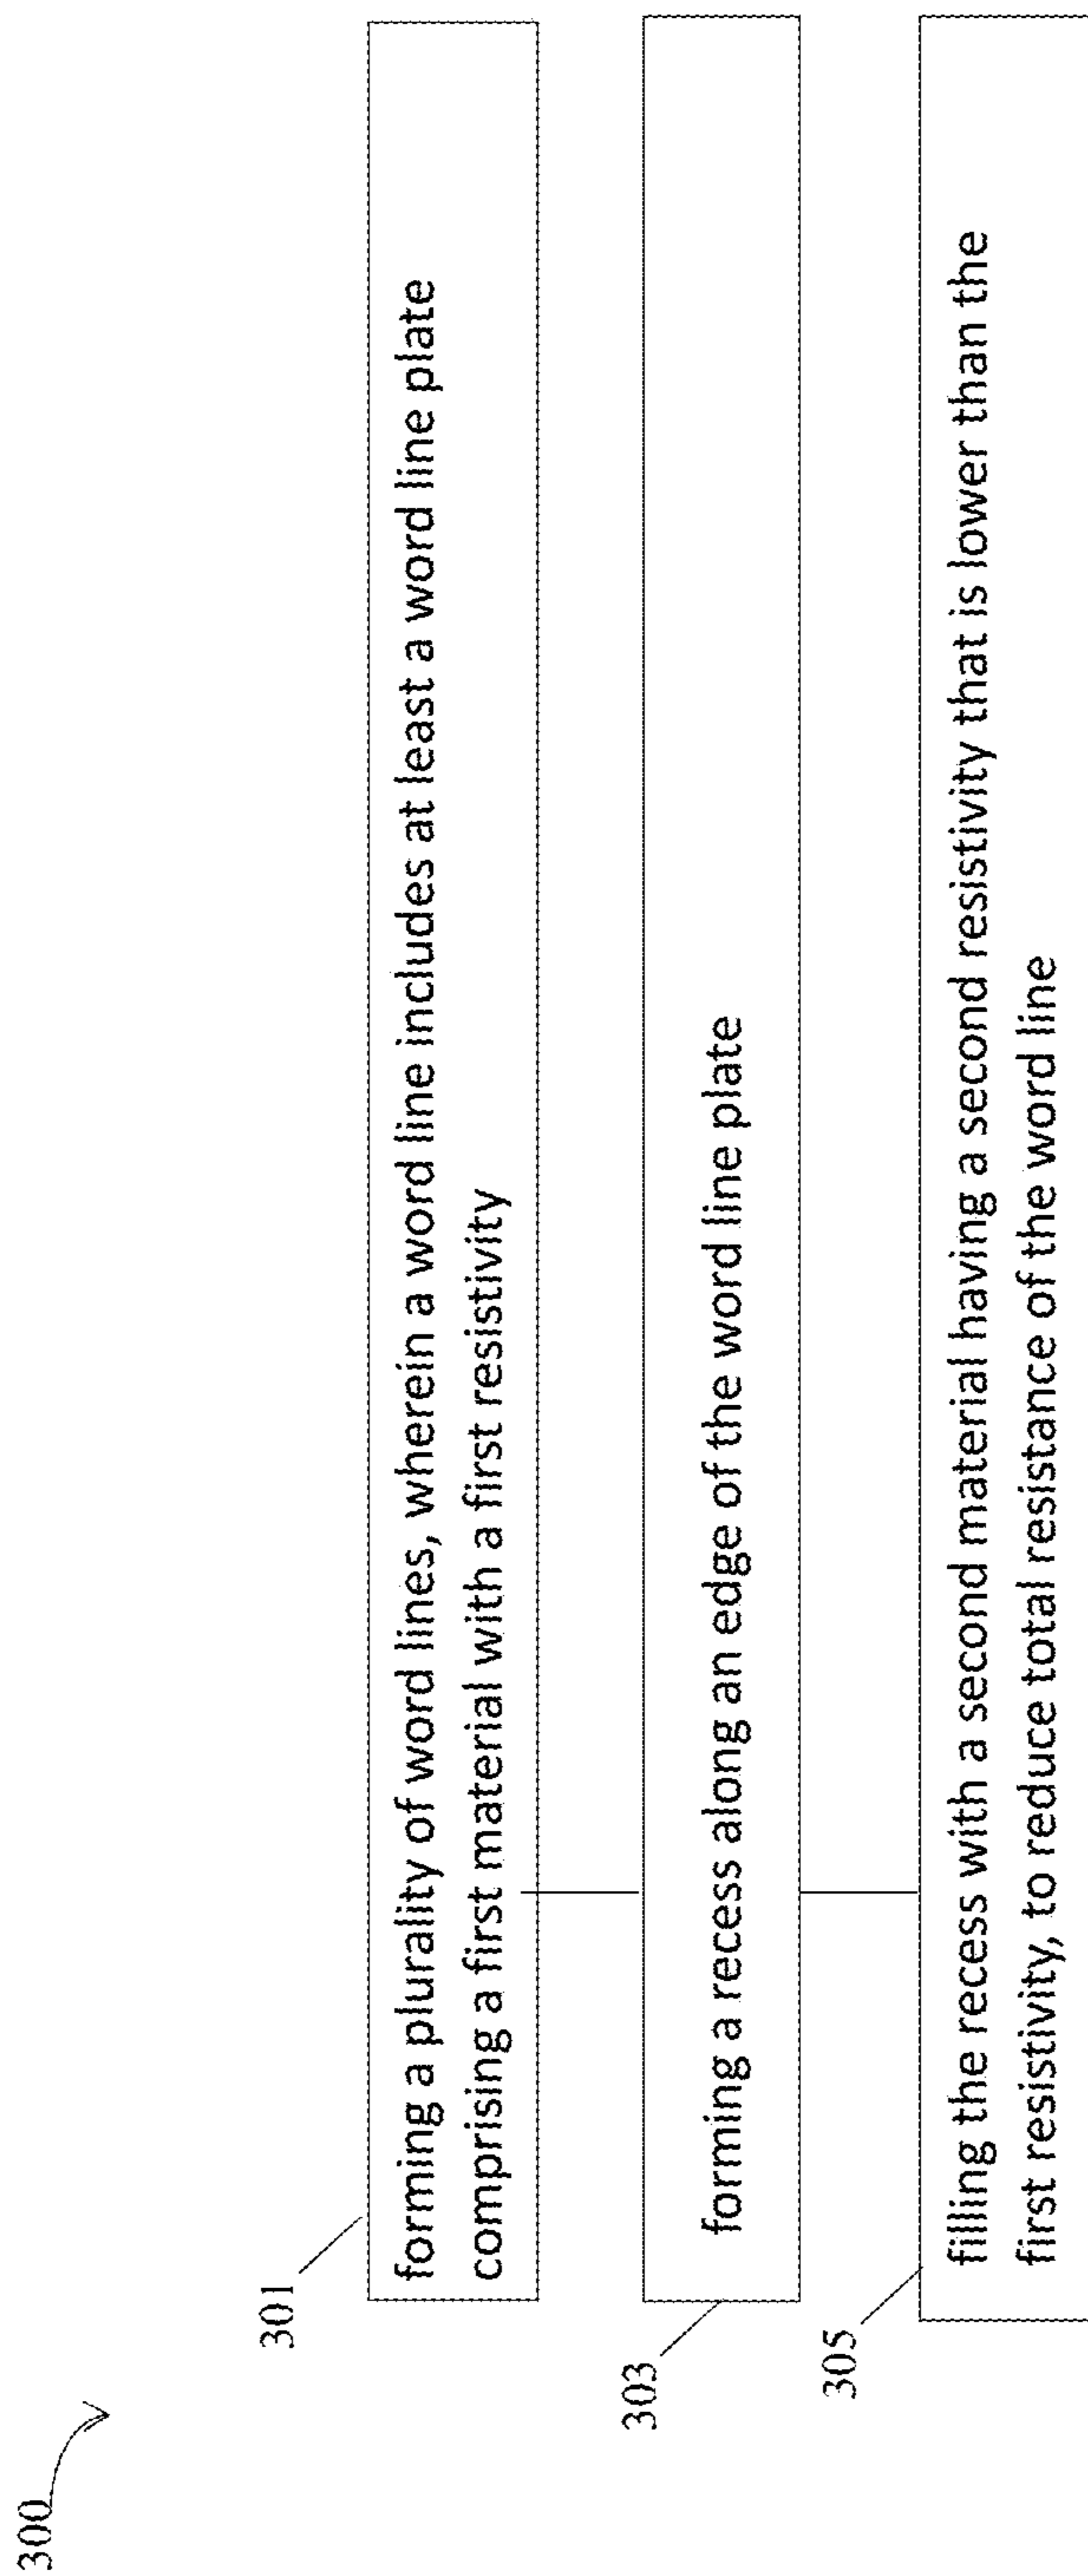 300
301
forming a plurality of word lines, wherein a word line includes at least a word line plate
comprising a first material with a first resistivity
303
forming a recess along an edge of the word line plate
305
filling the recess with a second material having a second resistivity that is lower than the
first resistivity, to reduce total resistance of the word line